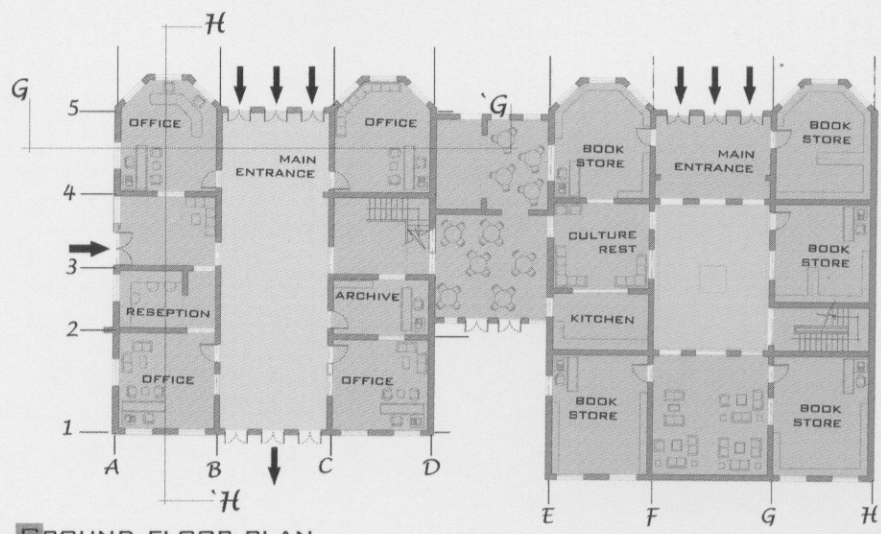 H
G
`G
5
OFFICE
MAIN
ENTRANCE
OFFICE
BOOK
STORE
MAIN
ENTRANCE
BOOK
STORE
4
CULTURE
REST
BOOK
STORE
3
RESEPTION
ARCHIVE
KITCHEN
2
OFFICE
OFFICE
BOOK
STORE
BOOK
STORE
1
A
B
C
D
`H
E
F
G
H
GROUND FLOOR PLAN